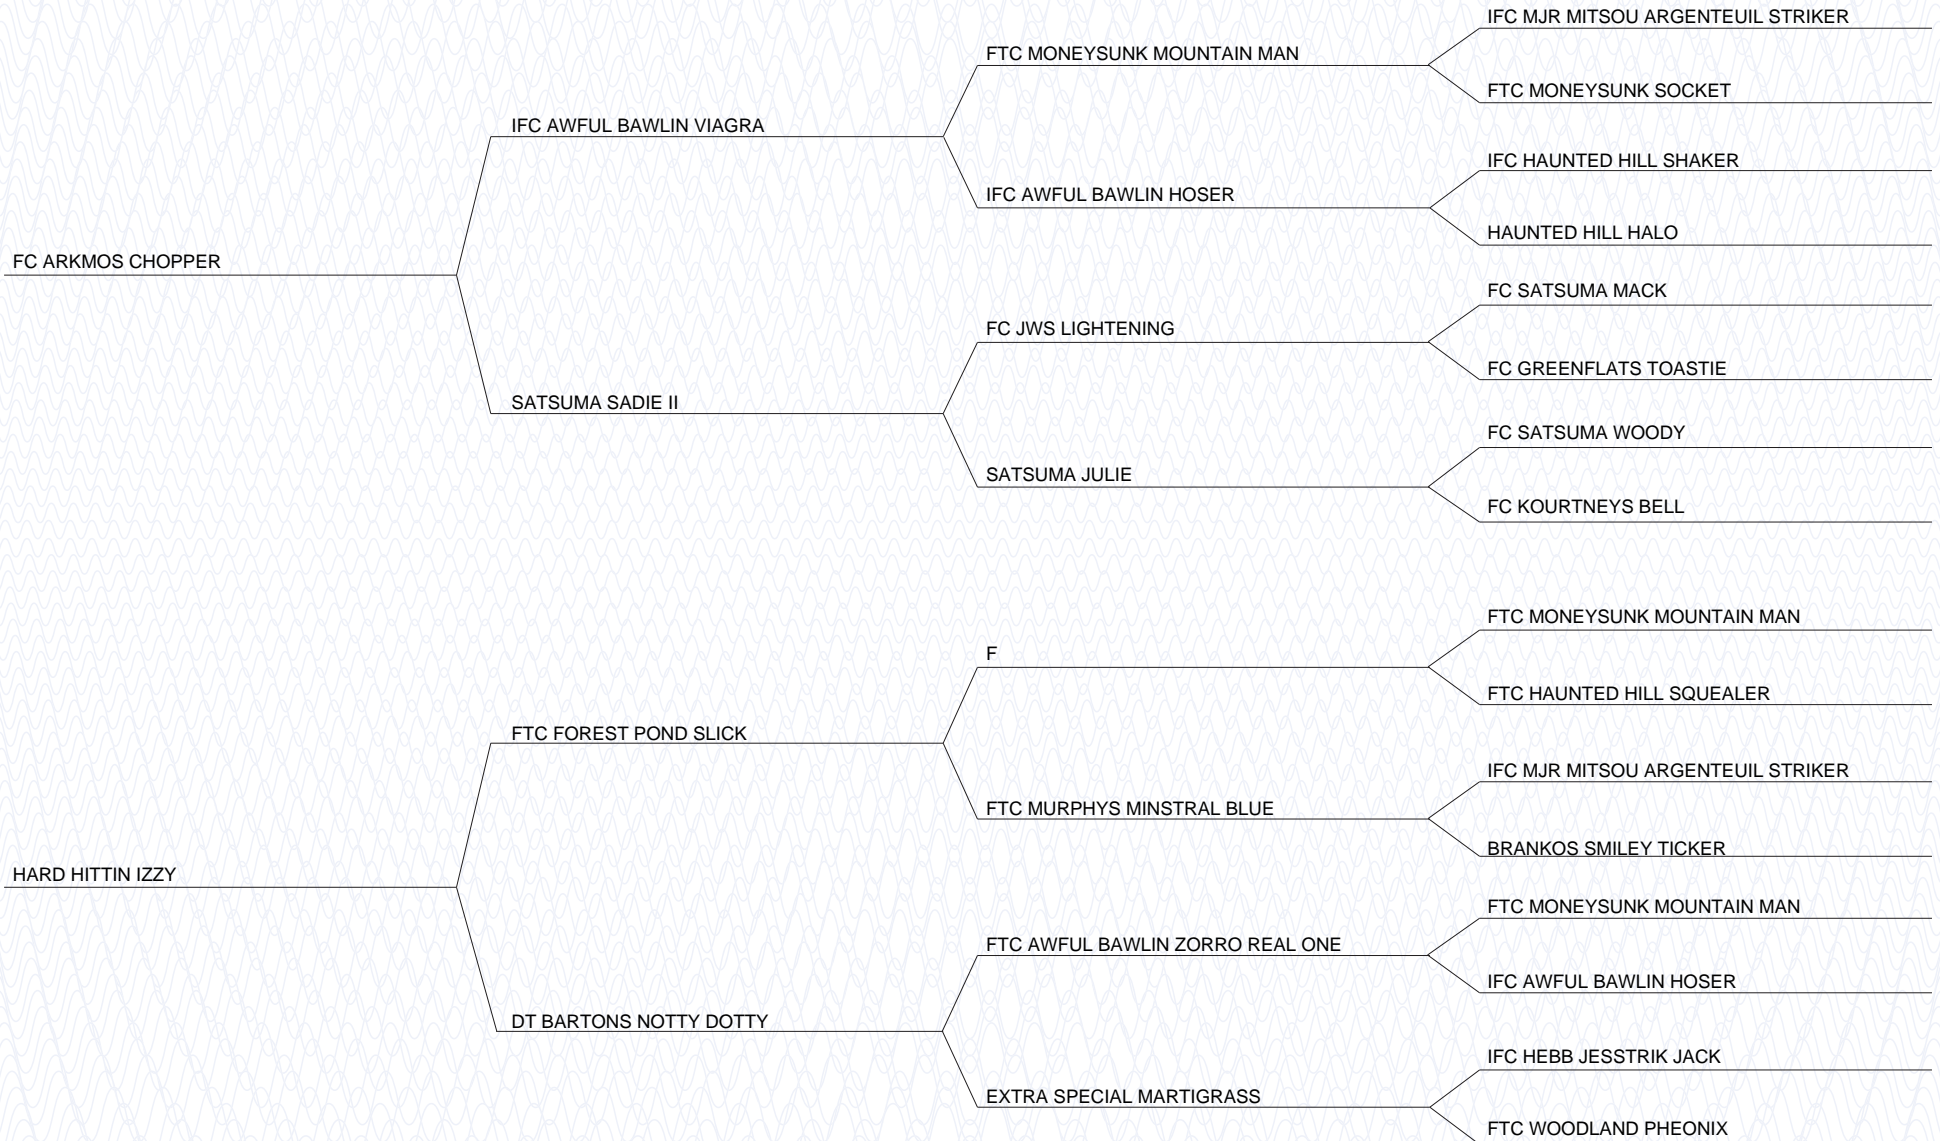 IFC MJR MITSOU ARGENTEUIL STRIKER
FTC MONEYSUNK MOUNTAIN MAN
FTC MONEYSUNK SOCKET
IFC AWFUL BAWLIN VIAGRA
IFC HAUNTED HILL SHAKER
IFC AWFUL BAWLIN HOSER
HAUNTED HILL HALO
FC ARKMOS CHOPPER
FC SATSUMA MACK
FC JWS LIGHTENING
FC GREENFLATS TOASTIE
SATSUMA SADIE II
FC SATSUMA WOODY
SATSUMA JULIE
FC KOURTNEYS BELL
FTC MONEYSUNK MOUNTAIN MAN
F
FTC HAUNTED HILL SQUEALER
FTC FOREST POND SLICK
IFC MJR MITSOU ARGENTEUIL STRIKER
FTC MURPHYS MINSTRAL BLUE
BRANKOS SMILEY TICKER
HARD HITTIN IZZY
FTC MONEYSUNK MOUNTAIN MAN
FTC AWFUL BAWLIN ZORRO REAL ONE
IFC AWFUL BAWLIN HOSER
DT BARTONS NOTTY DOTTY
IFC HEBB JESSTRIK JACK
EXTRA SPECIAL MARTIGRASS
FTC WOODLAND PHEONIX